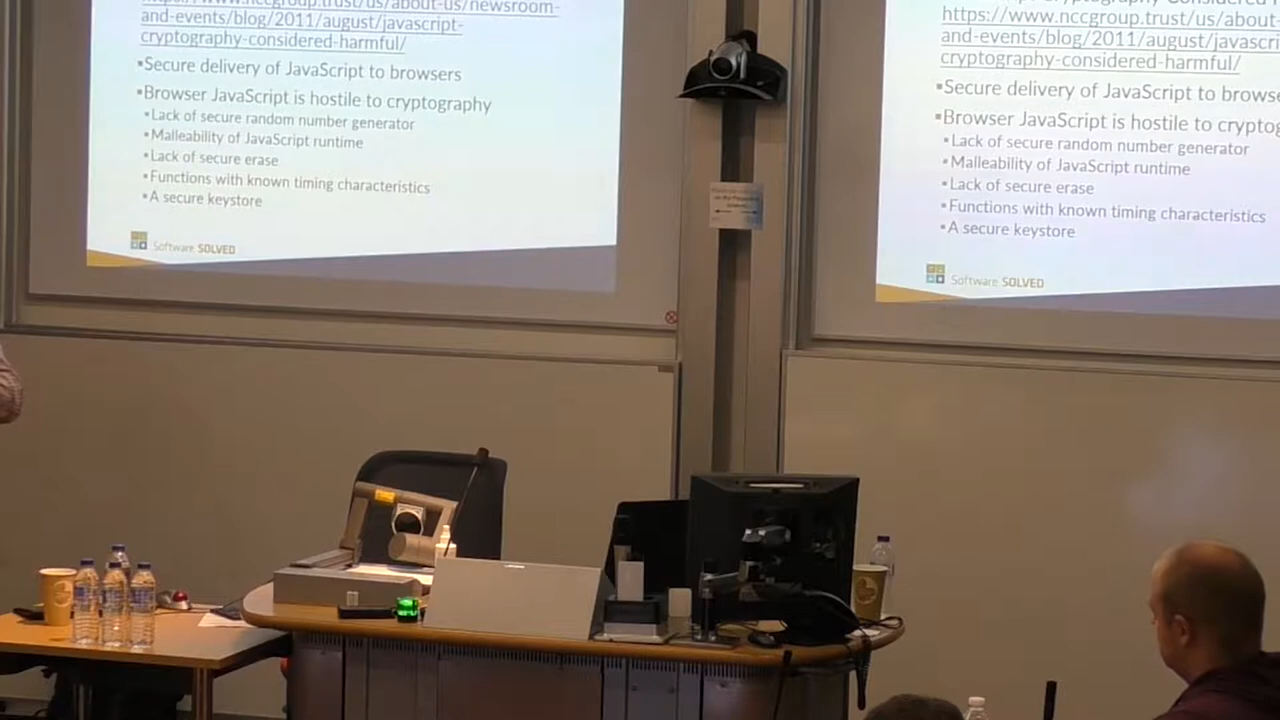 https://www.nccgroup.trust/us/about-us/newsroom-
and-events/blog/2011/august/javascript-
cryptography-considered-harmful/
▪Secure delivery of JavaScript to browsers
▪Browser JavaScript is hostile to cryptography
▪Lack of secure random number generator
▪Malleability of JavaScript runtime
▪Lack of secure erase
▪Functions with known timing characteristics
▪A secure keystore
Software SOLVED
https://www.nccgroup.trust/us/about-
and-events/blog/2011/august/javascri
cryptography-considered-harmful/
▪Secure delivery of JavaScript to browse
▪Browser JavaScript is hostile to cryptog
▪Lack of secure random number generator
▪Malleability of JavaScript runtime
▪Lack of secure erase
▪Functions with known timing characteristics
▪A secure keystore
Software SOLVED